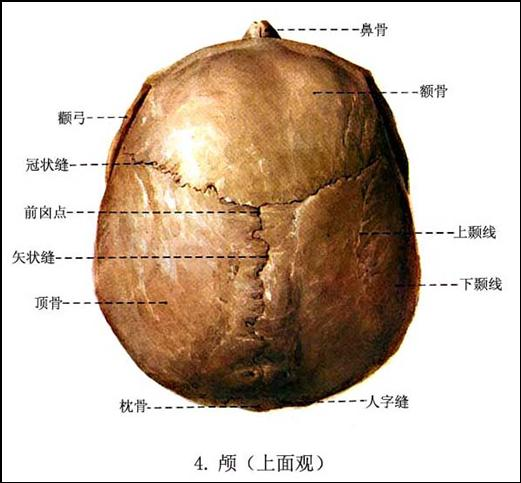 鼻骨
额骨
颧弓
冠状缝
前囟点
上颞线
矢状缝
下颞线
顶骨
枕骨
人字缝
4. 颅（上面观）